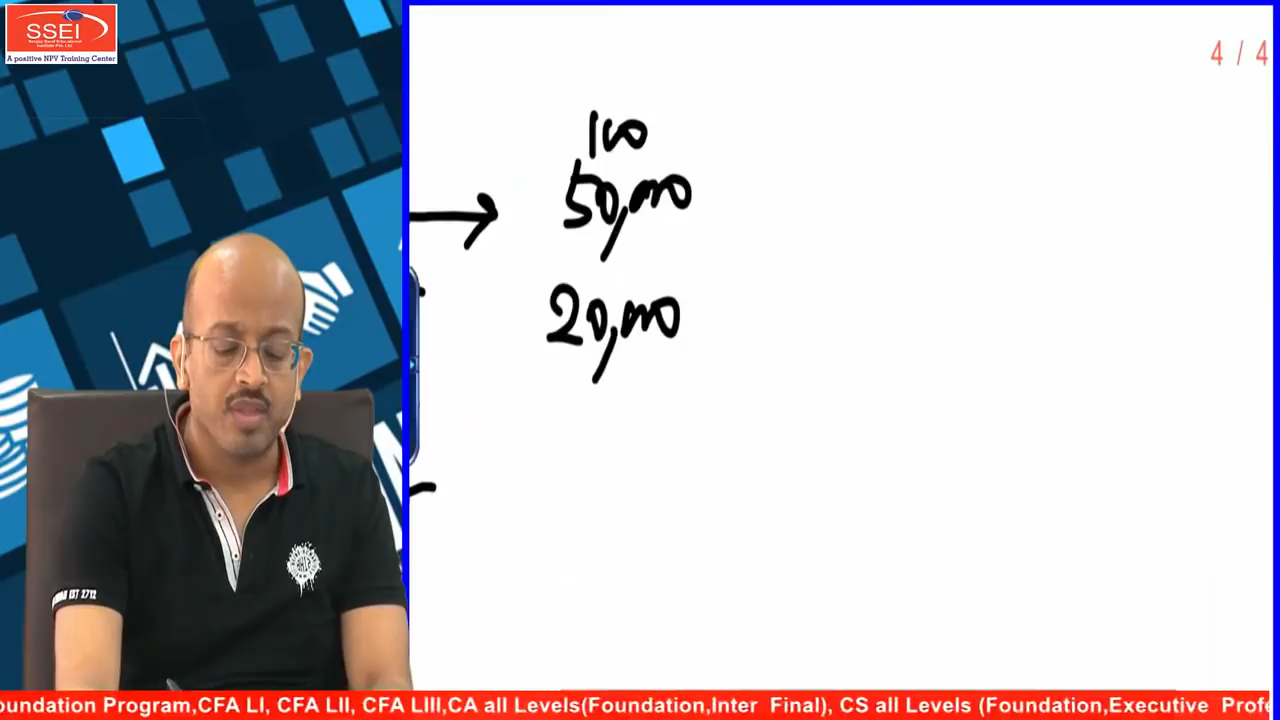 SSEI
A positive NPV Training Center
4 / 4
100
50,000
20,000
oundation Program,CFA LI, CFA LII, CFA LIII,CA all Levels(Foundation,Inter Final), CS all Levels (Foundation,Executive Profe